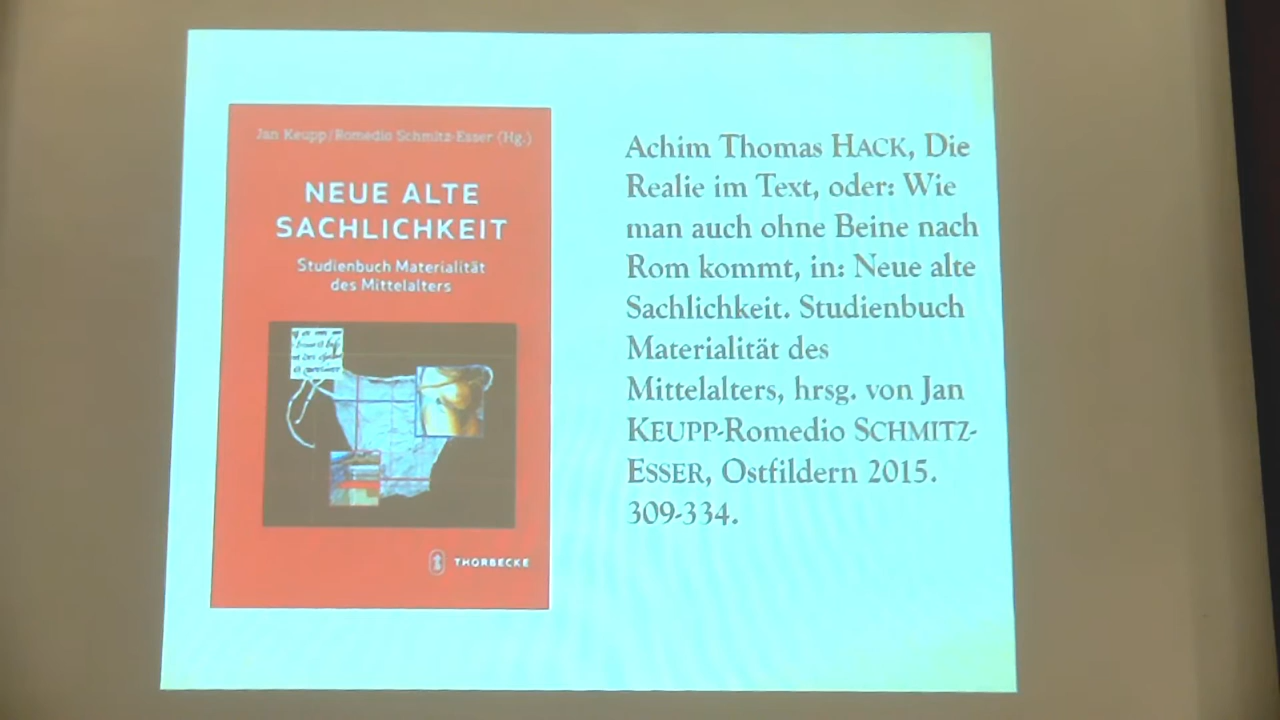 Jan Keupp/Romedio Schmitz-Esser (Hg.)
NEUE ALTE
SACHLICHKEIT
Studienbuch Materialität
des Mittelalters
THORBECKE
Achim Thomas HACK, Die
Realie im Text, oder: Wie
man auch ohne Beine nach
Rom kommt, in: Neue alte
Sachlichkeit. Studienbuch
Materialität des
Mittelalters, hrsg. von Jan
KEUPP-Romedio SCHMITZ-
ESSER, Ostfildern 2015.
309-334.